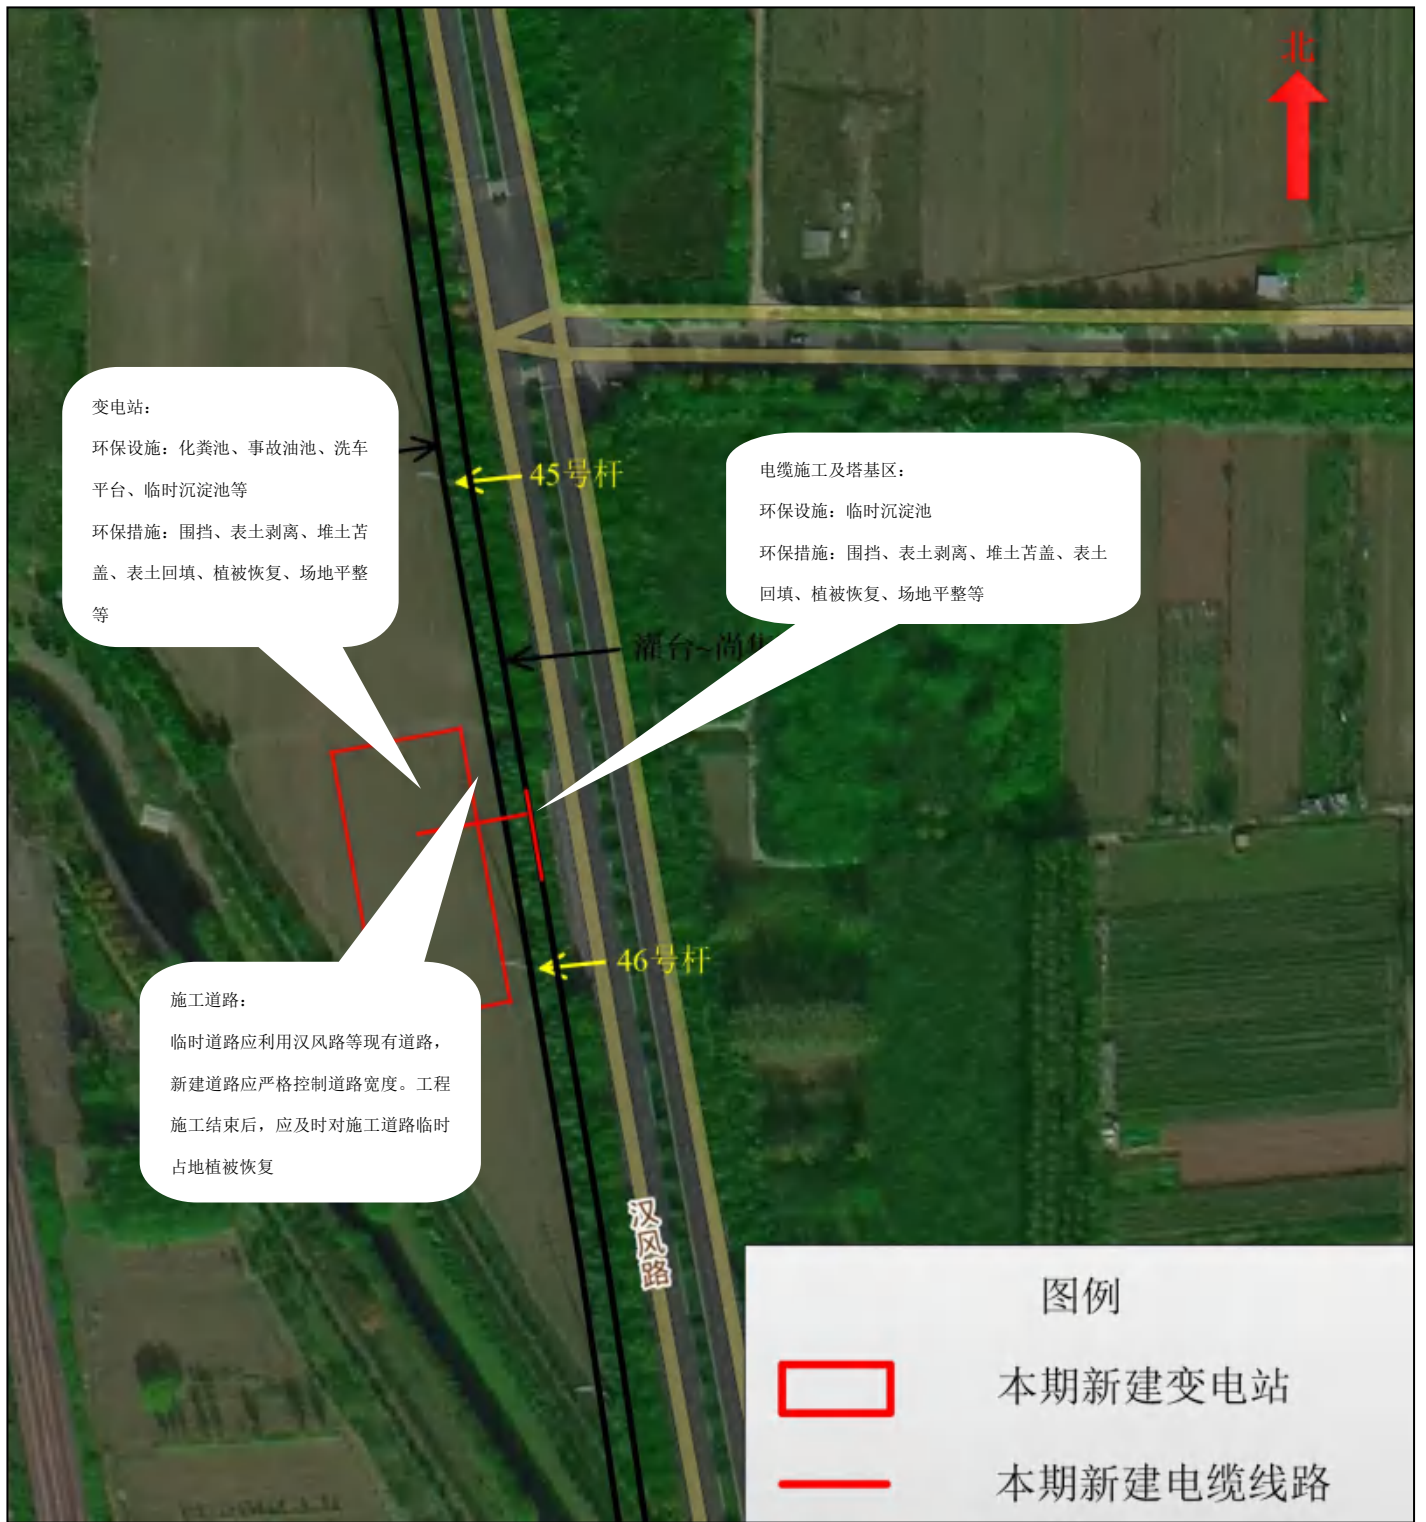 北
变电站：
环保设施：化粪池、事故油池、洗车
平台、临时沉淀池等
环保措施：围挡、表土剥离、堆土苫
盖、表土回填、植被恢复、场地平整
等
45号杆
电缆施工及塔基区：
环保设施：临时沉淀池
环保措施：围挡、表土剥离、堆土苫盖、表土
回填、植被恢复、场地平整等
灌台~尚集
46号杆
施工道路：
临时道路应利用汉风路等现有道路，
新建道路应严格控制道路宽度。工程
施工结束后，应及时对施工道路临时
占地植被恢复
汉风路
图例
本期新建变电站
本期新建电缆线路